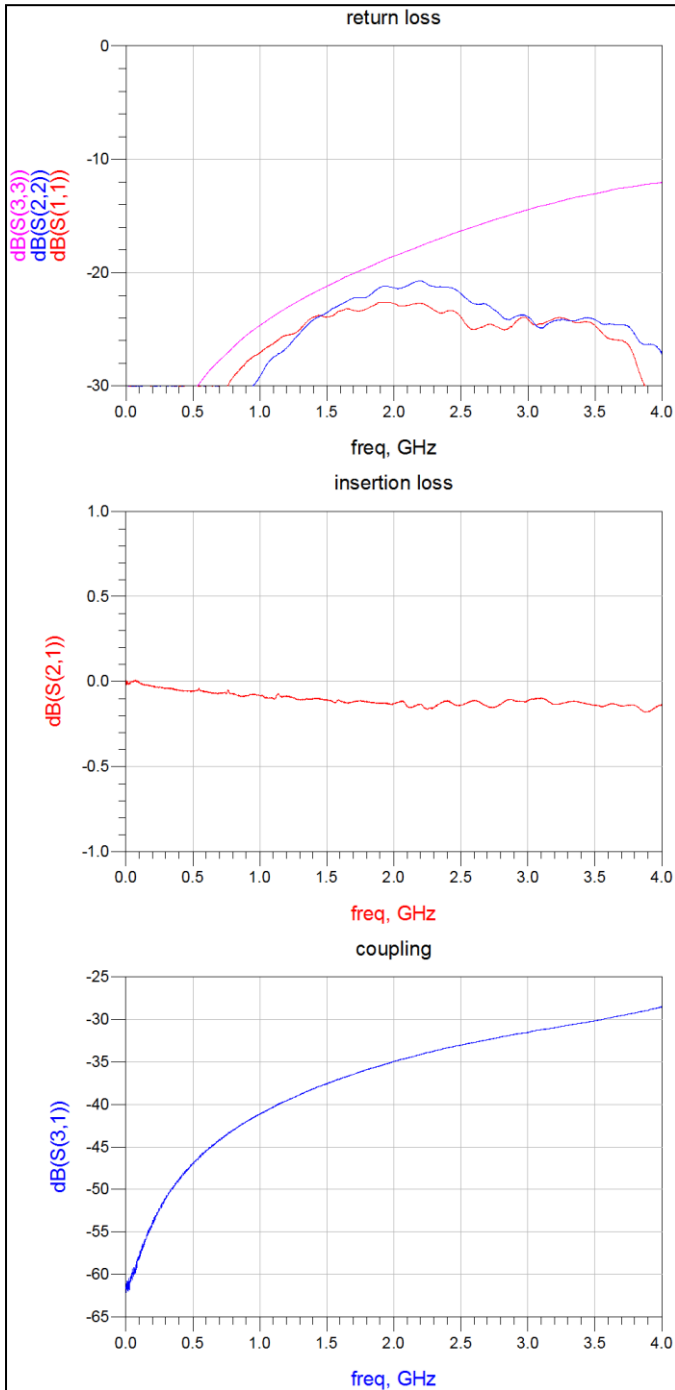 return loss
dB(S(3,3))
dB(S(2,2))
dB(S(1,1))
0
-10
-20
-30
0.0 0.5 1.0 1.5 2.0 2.5 3.0 3.5 4.0
freq, GHz
insertion loss
dB(S(2,1))
1.0
0.5
0.0
-0.5
-1.0
0.0 0.5 1.0 1.5 2.0 2.5 3.0 3.5 4.0
freq, GHz
coupling
dB(S(3,1))
-25
-30
-35
-40
-45
-50
-55
-60
-65
0.0 0.5 1.0 1.5 2.0 2.5 3.0 3.5 4.0
freq, GHz